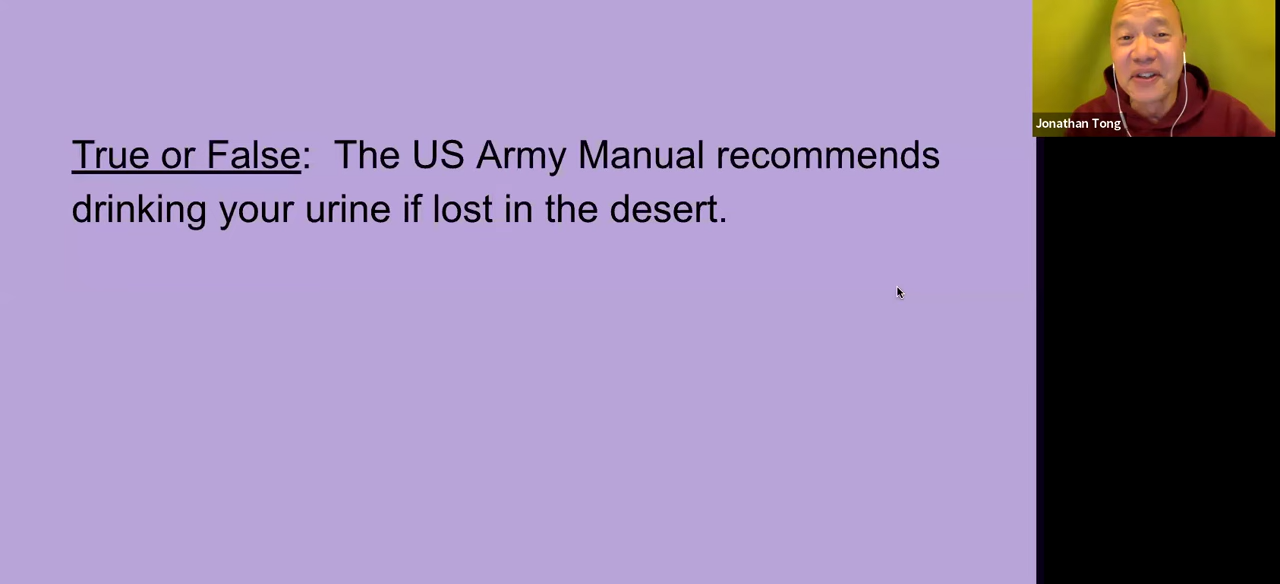 True or False:  The US Army Manual recommends
drinking your urine if lost in the desert.
Jonathan Tong